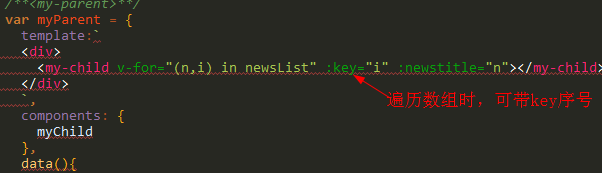 /**<my-parent>**/
var myParent = {
template:`
<div>
<my-child v-for="(n,i) in newsList" :key="i" :newstitle="n"></my-child>
</div>
`,
遍历数组时，可带key序号
components: {
myChild
},
data(){